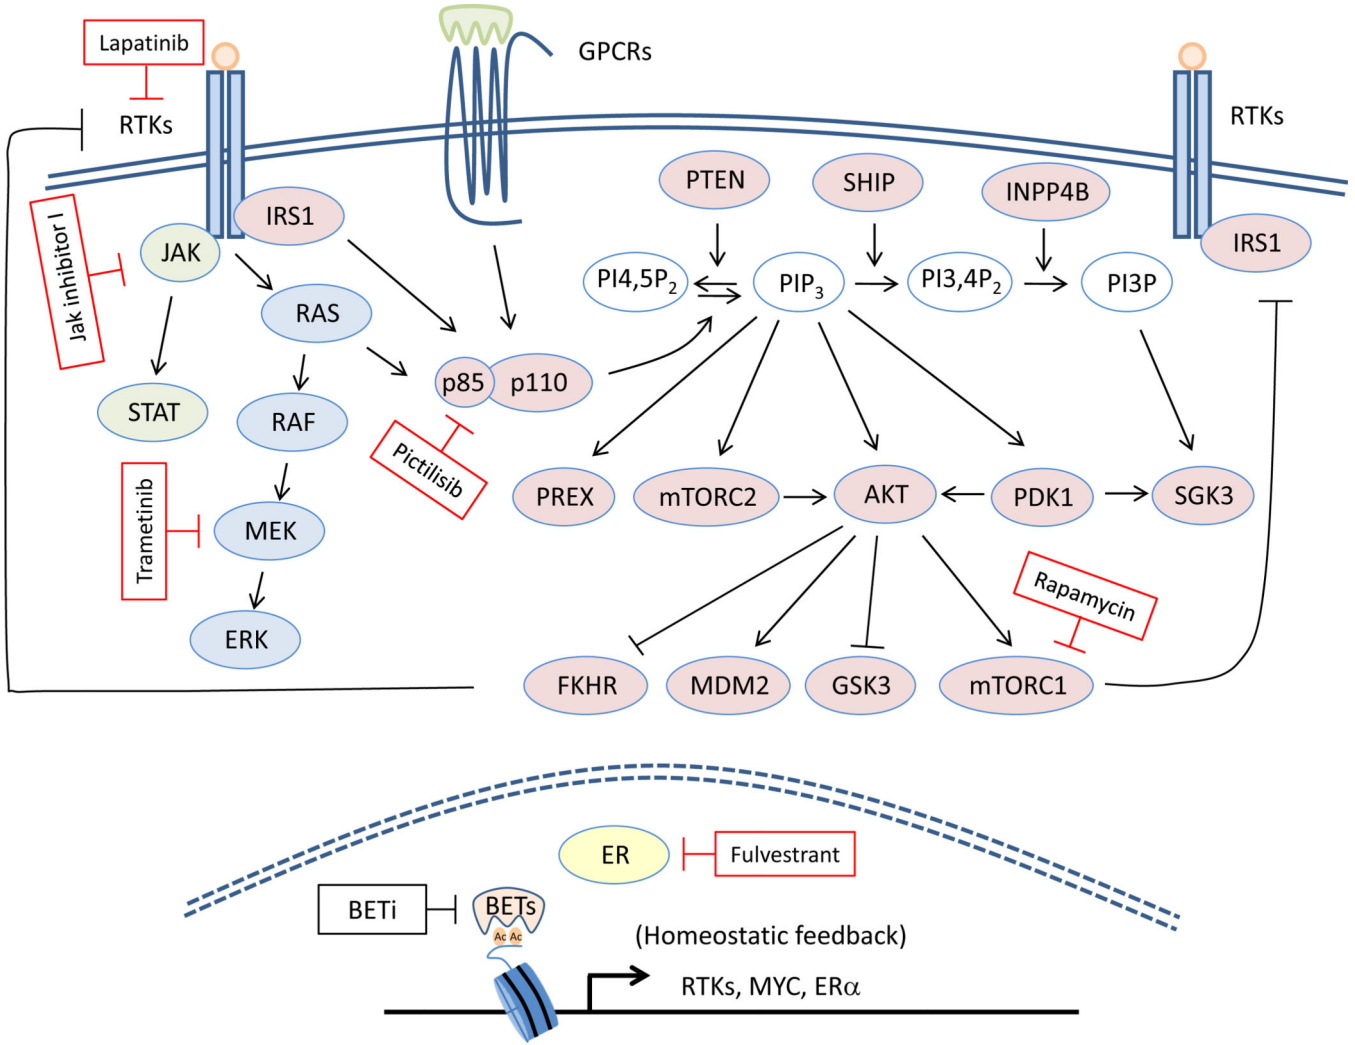 Lapatinib
GPCRs
RTKs
RTKs
PTEN
SHIP
INPP4B
IRS1
IRS1
JAK
Jak inhibitor I
PI4,5P2
PIP3
PI3,4P2
PI3P
RAS
p85
p110
STAT
RAF
Pictilisib
PREX
mTORC2
AKT
PDK1
SGK3
Trametinib
MEK
Rapamycin
ERK
FKHR
MDM2
GSK3
mTORC1
ER
Fulvestrant
BETi
BETs
Ac Ac
(Homeostatic feedback)
RTKs, MYC, ERα